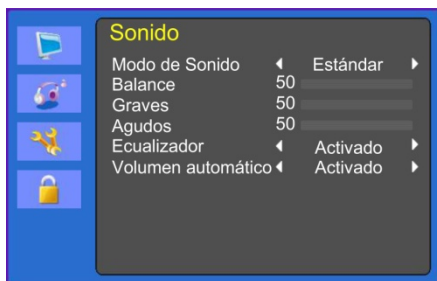 Sonido
Modo de Sonido Estándar
Balance 50
Graves 50
Agudos 50
Ecualizador Activado
Volumen automático Activado